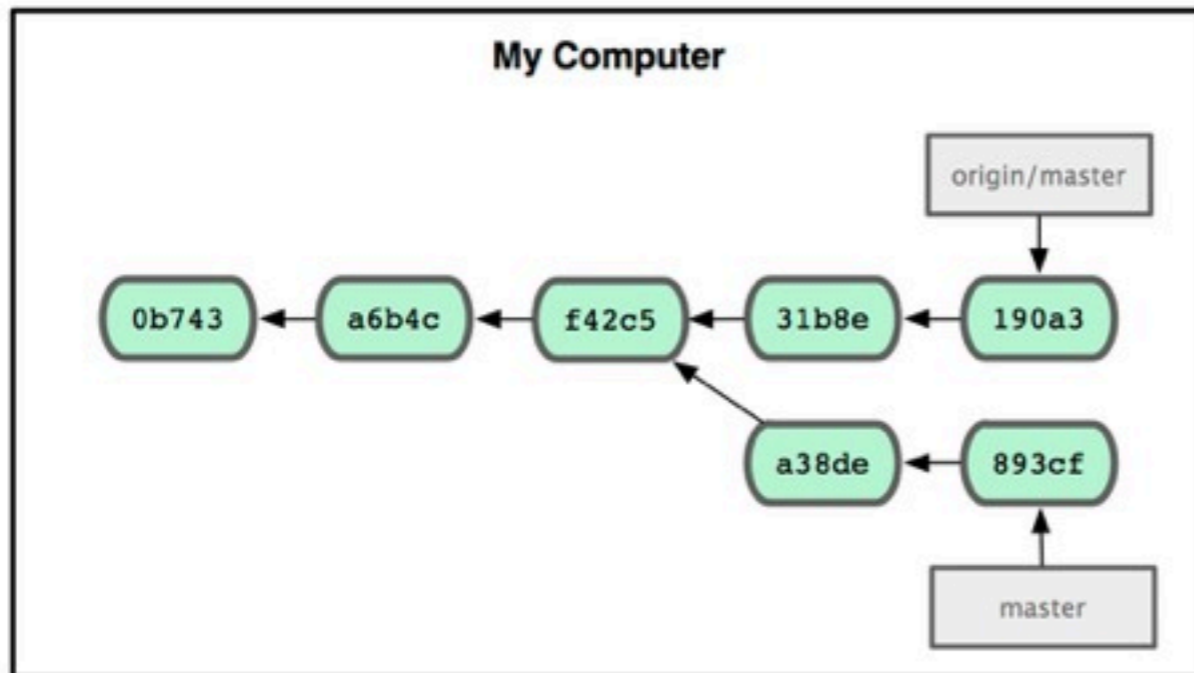 My Computer
origin/master
0b743 a6b4c f42c5 31b8e 190a3
a38de 893cf
master